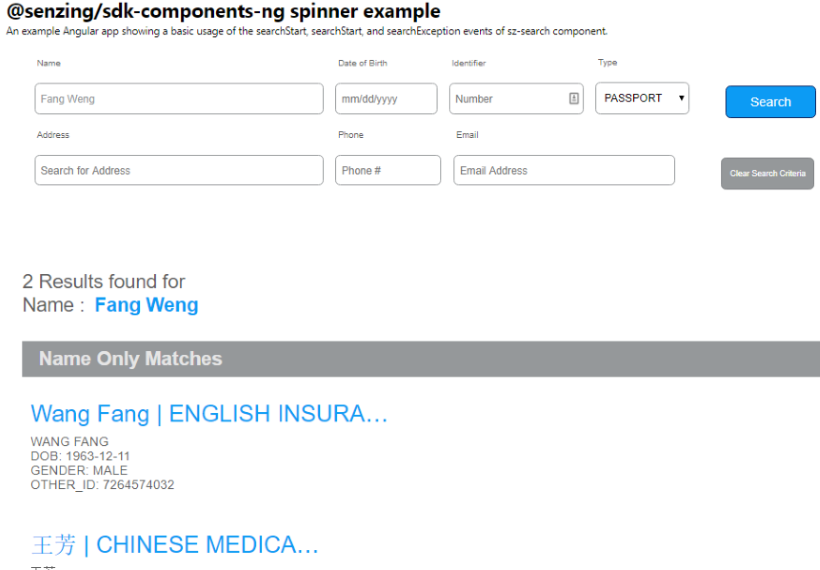 @senzing/sdk-components-ng spinner example
An example Angular app showing a basic usage of the searchStart, searchStart, and searchException events of sz-search component.
Name Date of Birth Identifier Type
Fang Weng mm/dd/yyyy Number PASSPORT Search
Address Phone Email
Search for Address Phone # Email Address Clear Search Criteria
2 Results found for
Name : Fang Weng
Name Only Matches
Wang Fang | ENGLISH INSURA…
WANG FANG
DOB: 1963-12-11
GENDER: MALE
OTHER_ID: 7264574032
王芳 | CHINESE MEDICA…